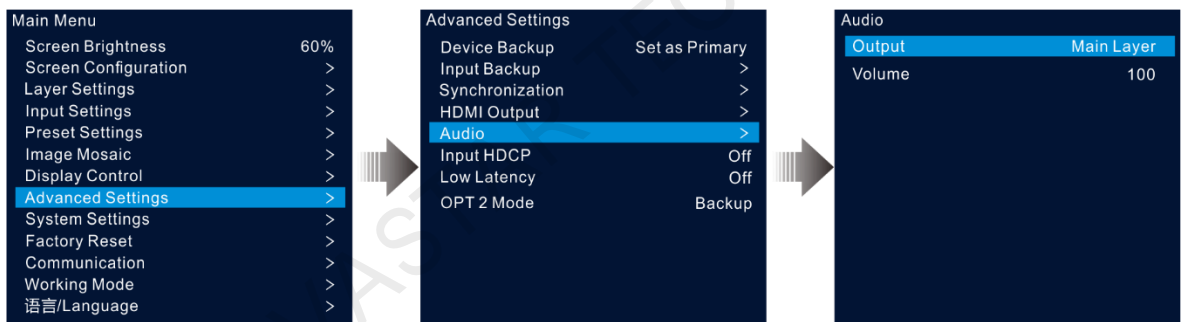 Main Menu
Screen Brightness 60%
Screen Configuration >
Layer Settings >
Input Settings >
Preset Settings >
Image Mosaic >
Display Control >
Advanced Settings >
System Settings >
Factory Reset >
Communication >
Working Mode >
语言/Language >
Advanced Settings
Device Backup Set as Primary
Input Backup >
Synchronization >
HDMI Output >
Audio >
Input HDCP Off
Low Latency Off
OPT 2 Mode Backup
Audio
Output Main Layer
Volume 100